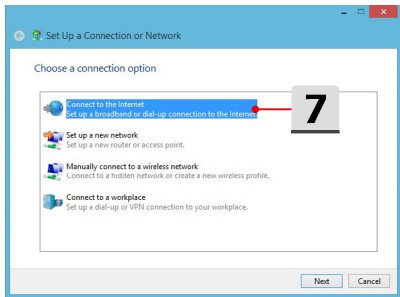 Set Up a Connection or Network
Choose a connection option
Connect to the Internet
Set up a broadband or dial-up connection to the Internet.
7
Set up a new network
Set up a new router or access point.
Manually connect to a wireless network
Connect to a hidden network or create a new wireless profile.
Connect to a workplace
Set up a dial-up or VPN connection to your workplace.
Next Cancel